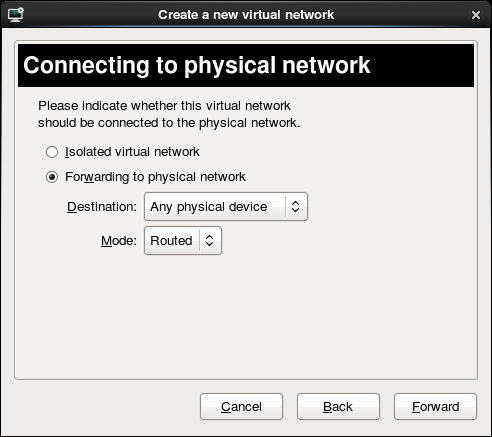 Create a new virtual network
Connecting to physical network
Please indicate whether this virtual network
should be connected to the physical network.
Isolated virtual network
Forwarding to physical network
Destination: Any physical device
Mode: Routed
Cancel Back Forward